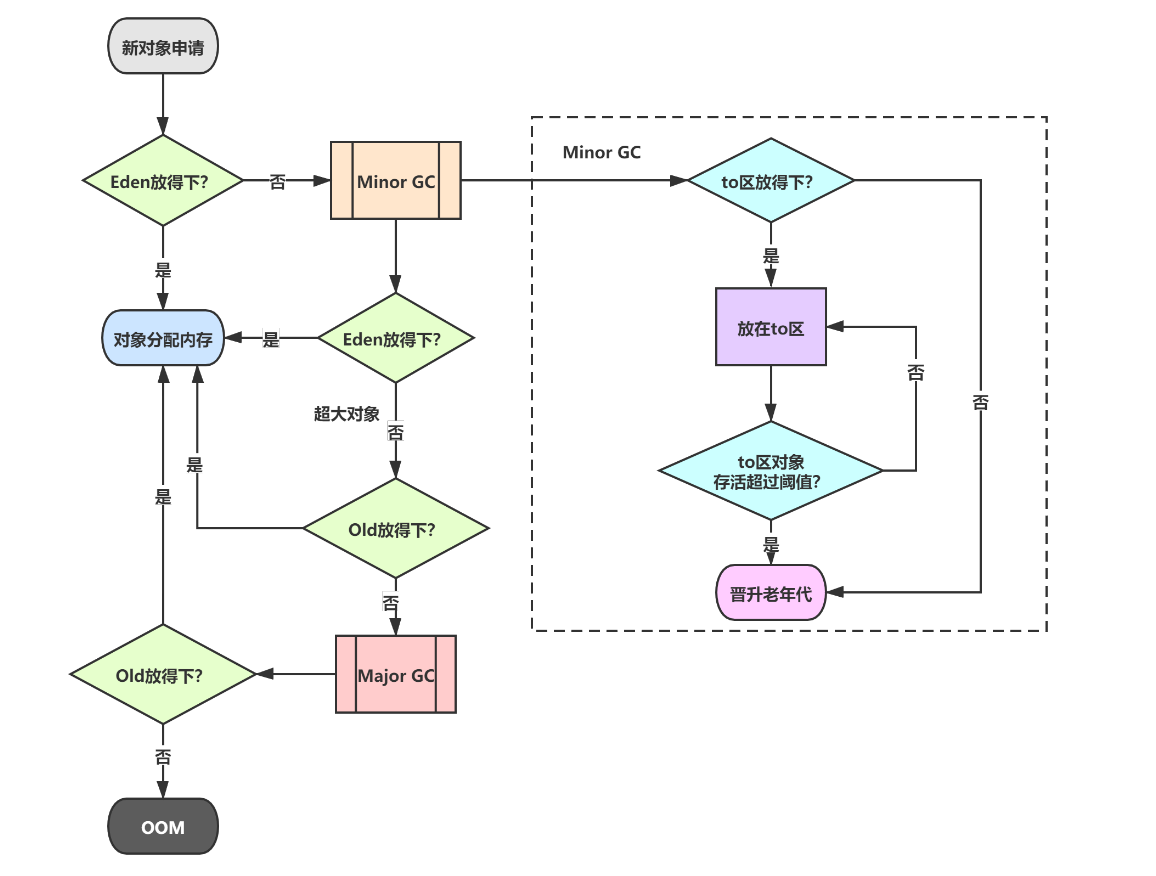 新对象申请
Eden放得下?
否
Minor GC
Minor GC
to区放得下?
是
是
对象分配内存
是
Eden放得下?
放在to区
否
否
超大对象
否
to区对象
存活超过阈值?
是
是
Old放得下?
是
否
晋升老年代
Old放得下?
Major GC
否
OOM